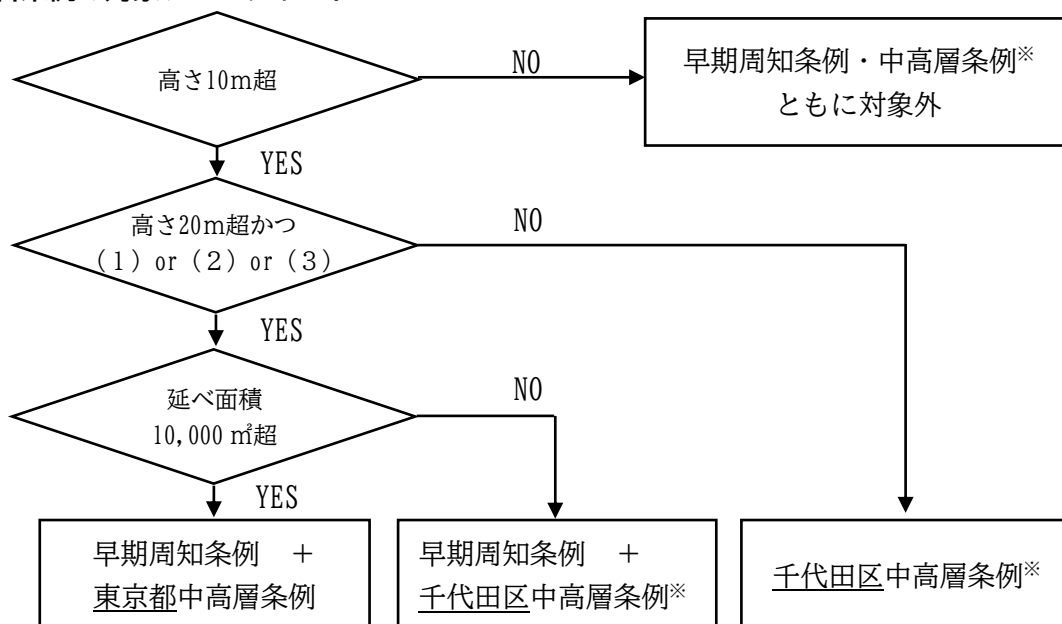 高さ10m超
NO
早期周知条例・中高層条例※
ともに対象外
YES
高さ20m超かつ
(1) or (2) or (3)
NO
YES
延べ面積
10,000㎡超
NO
YES
早期周知条例 +
東京都中高層条例
早期周知条例 +
千代田区中高層条例※
千代田区中高層条例※